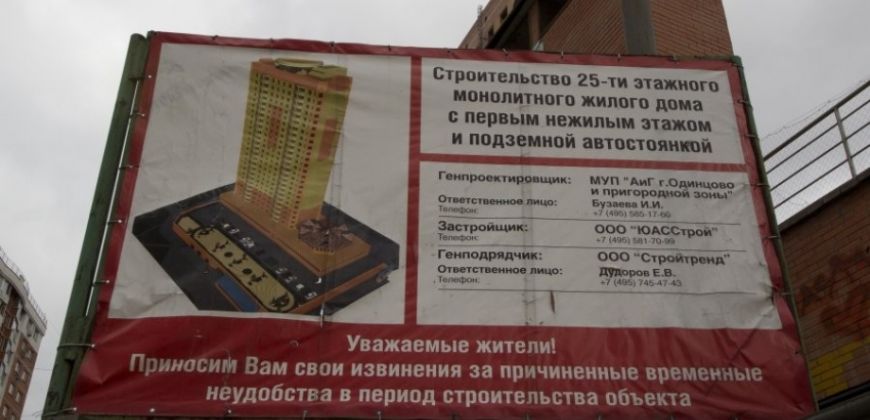 Строительство 25-ти этажного
монолитного жилого дома
с первым нежилым этажом
и подземной автостоянкой
Генпроектировщик: МУП "АиГ г.Одинцово
и пригородной зоны"
Ответственное лицо: Бузаева И.И.
Телефон: +7 (495) 585-17-60
Застройщик: ООО "ЮАССтрой"
Телефон: +7 (495) 581-70-99
Генподрядчик: ООО "Стройтренд"
Ответственное лицо: Дудоров Е.В.
Телефон: +7 (495) 745-47-43
Уважаемые жители!
Приносим Вам свои извинения за причиненные временные
неудобства в период строительства объекта